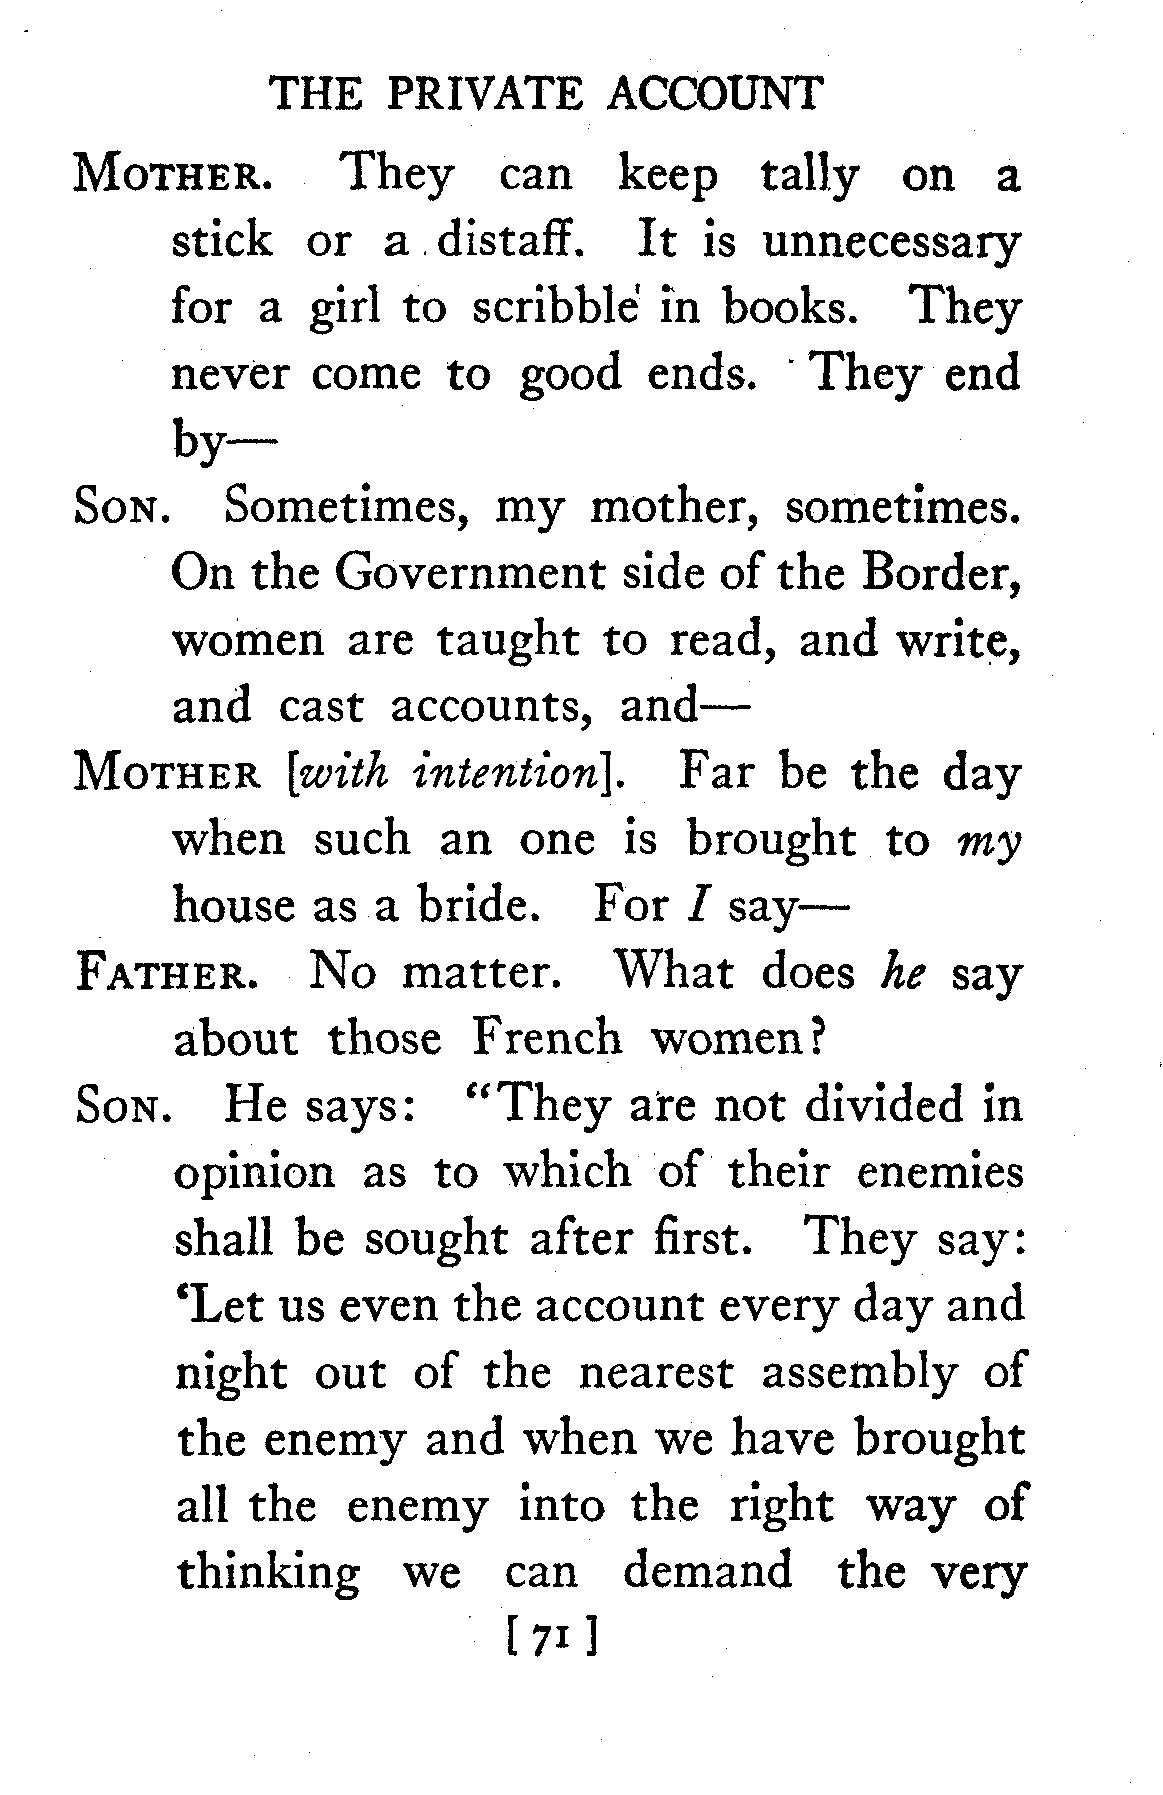 THE PRIVATE ACCOUNT
MOTHER. They can keep tally on a
stick or a distaff. It is unnecessary
for a girl to scribble in books. They
never come to good ends. They end
by—
SON. Sometimes, my mother, sometimes.
On the Government side of the Border,
women are taught to read, and write,
and cast accounts, and—
MOTHER [with intention]. Far be the day
when such an one is brought to my
house as a bride. For I say—
FATHER. No matter. What does he say
about those French women?
SON. He says: “They are not divided in
opinion as to which of their enemies
shall be sought after first. They say:
‘Let us even the account every day and
night out of the nearest assembly of
the enemy and when we have brought
all the enemy into the right way of
thinking we can demand the very
[ 71 ]